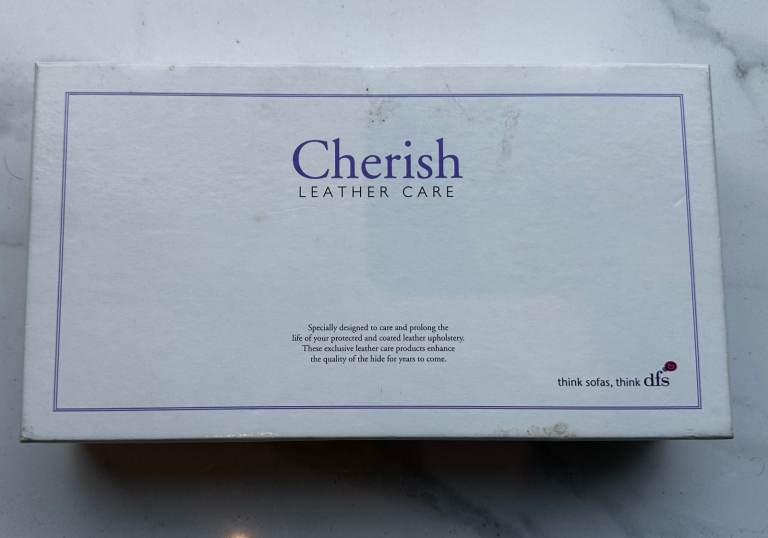 Cherish
LEATHER CARE
Specially designed to care and prolong the
life of your protected and coated leather upholstery.
These exclusive leather care products enhance
the quality of the hide for years to come.
think sofas, think dfs